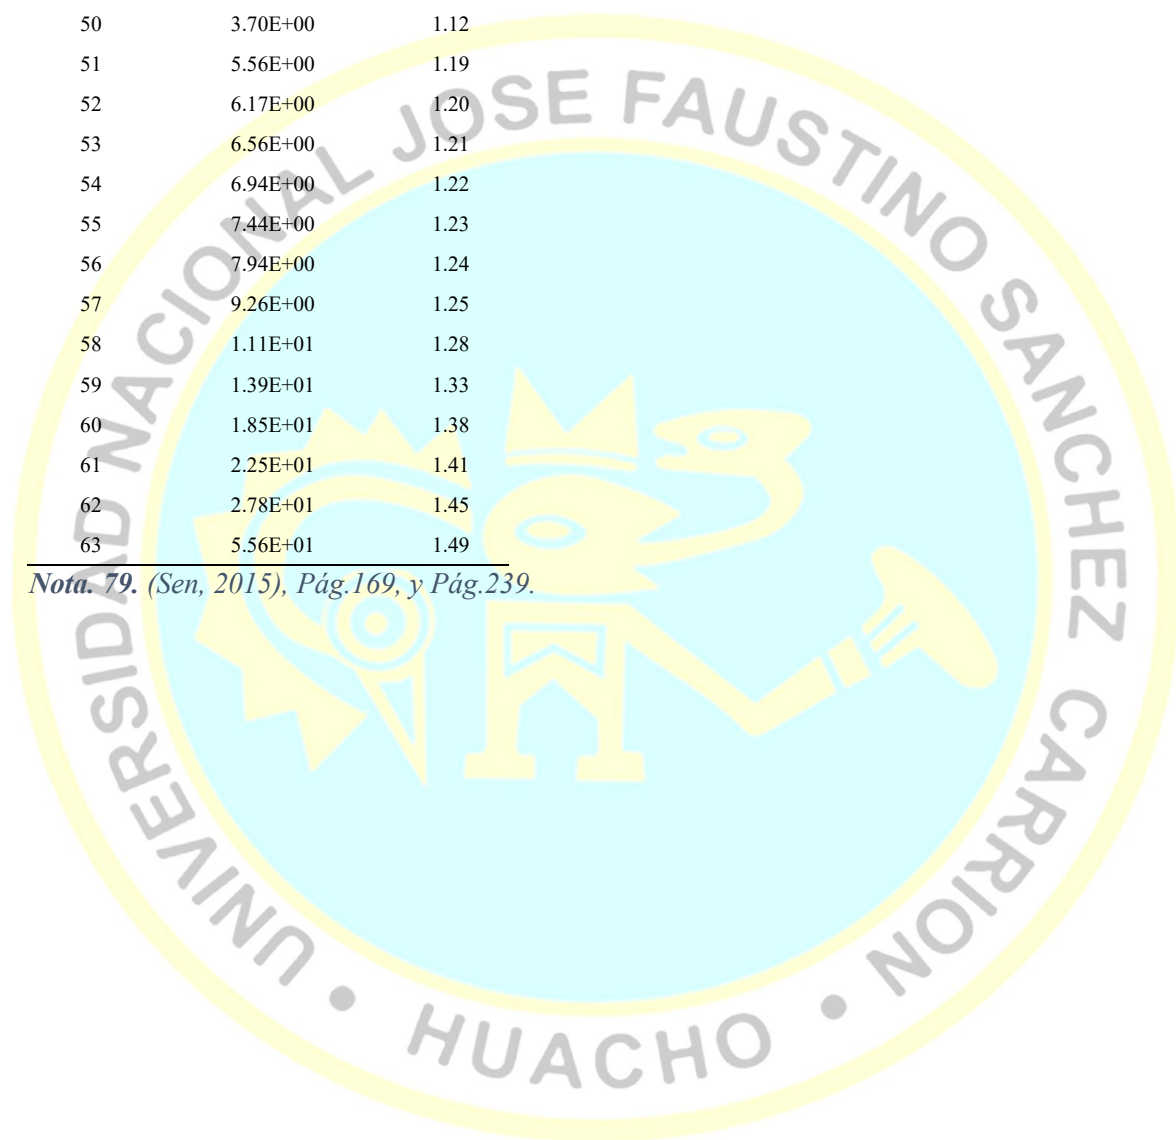 50 3.70E+00 1.12
51 5.56E+00 1.19
52 6.17E+00 1.20
53 6.56E+00 1.21
54 6.94E+00 1.22
55 7.44E+00 1.23
56 7.94E+00 1.24
57 9.26E+00 1.25
58 1.11E+01 1.28
59 1.39E+01 1.33
60 1.85E+01 1.38
61 2.25E+01 1.41
62 2.78E+01 1.45
63 5.56E+01 1.49
Nota. 79. (Sen, 2015), Pág.169, y Pág.239.
UNIVERSIDAD NACIONAL JOSE FAUSTINO SANCHEZ CARRION • HUACHO •